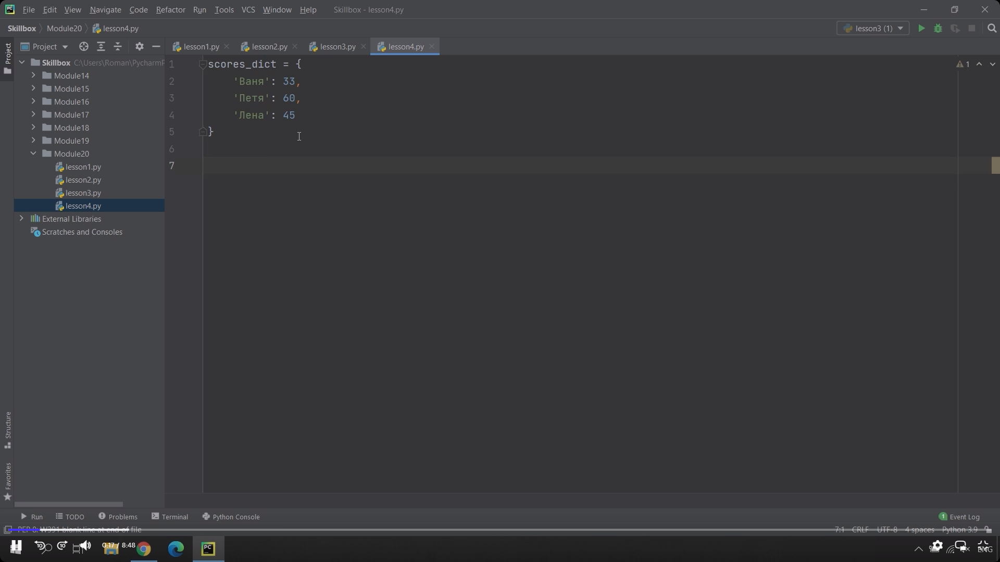 File Edit View Navigate Code Refactor Run Tools VCS Window Help Skillbox - lesson4.py
Skillbox Module20 lesson4.py lesson3 (1)
Project lesson1.py lesson2.py lesson3.py lesson4.py
Project
Skillbox C:\Users\Roman\PycharmP
Module14
Module15
Module16
Module17
Module18
Module19
Module20
lesson1.py
lesson2.py
lesson3.py
lesson4.py
External Libraries
Scratches and Consoles
1 scores_dict = {
2 'Ваня': 33,
3 'Петя': 60,
4 'Лена': 45
5 }
6
7
1
Structure
Favorites
Run TODO Problems Terminal Python Console 1 Event Log
PEP 8: W391 blank line at end of file 7:1 CRLF UTF-8 4 spaces Python 3.9
10 10 0:17 / 8:48 PC ENG